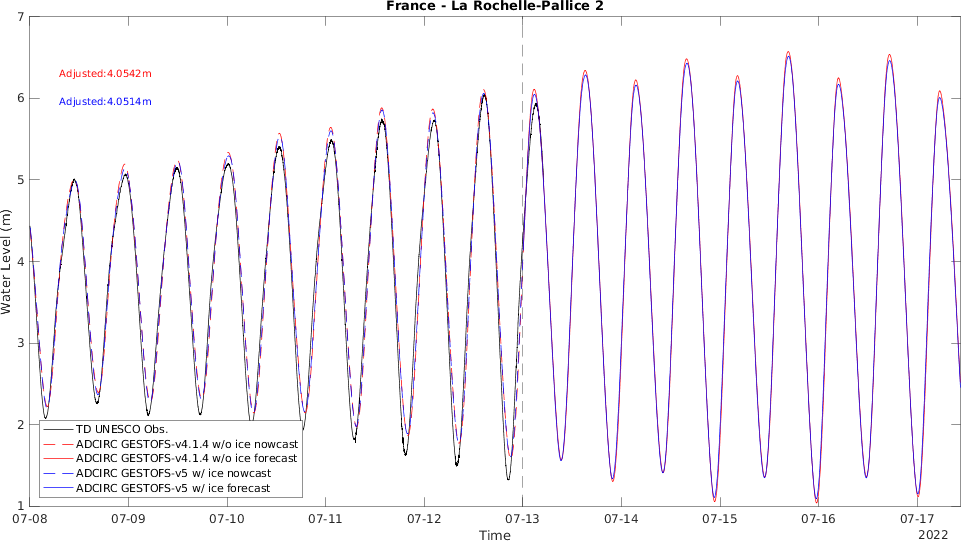 France - La Rochelle-Pallice 2
7
Adjusted:4.0542m
6
Adjusted:4.0514m
5
4
Water Level (m)
3
2
TD UNESCO Obs.
ADCIRC GESTOFS-v4.1.4 w/o ice nowcast
ADCIRC GESTOFS-v4.1.4 w/o ice forecast
ADCIRC GESTOFS-v5 w/ ice nowcast
ADCIRC GESTOFS-v5 w/ ice forecast
1
07-08 07-09 07-10 07-11 07-12 07-13 07-14 07-15 07-16 07-17
Time
2022